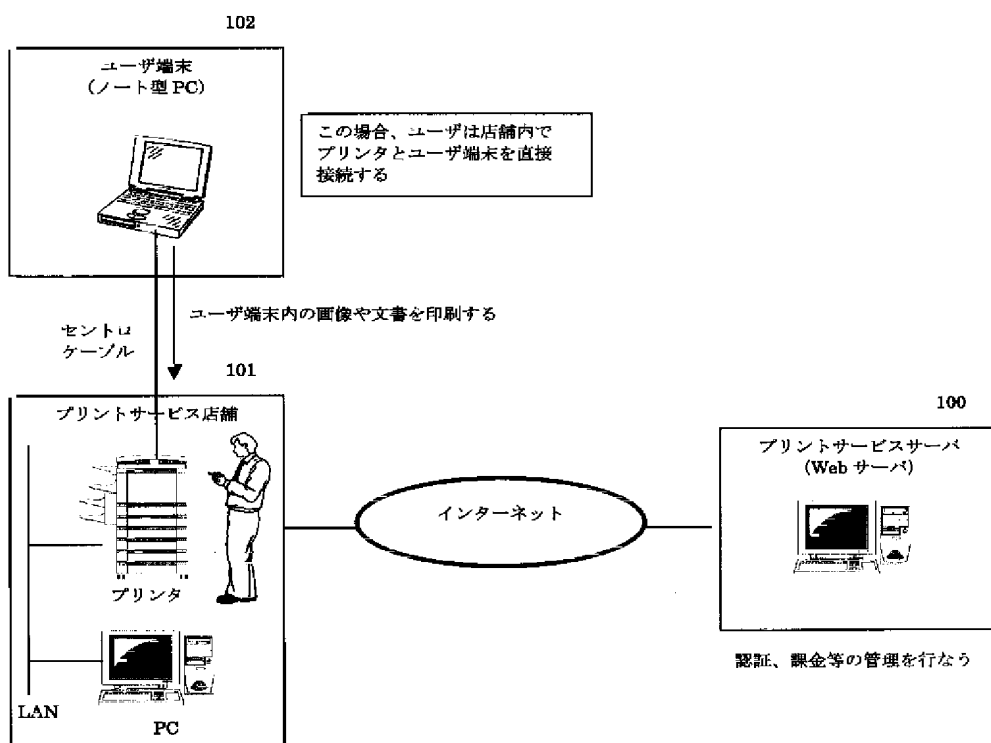 102
ユーザ端末
(ノート型 PC)
この場合、ユーザは店舗内で
プリンタとユーザ端末を直接
接続する
ユーザ端末内の画像や文書を印刷する
セントロ
ケーブル
101
プリントサービス店舗
プリンタ
LAN
PC
インターネット
100
プリントサービスサーバ
(Web サーバ)
認証、課金等の管理を行なう